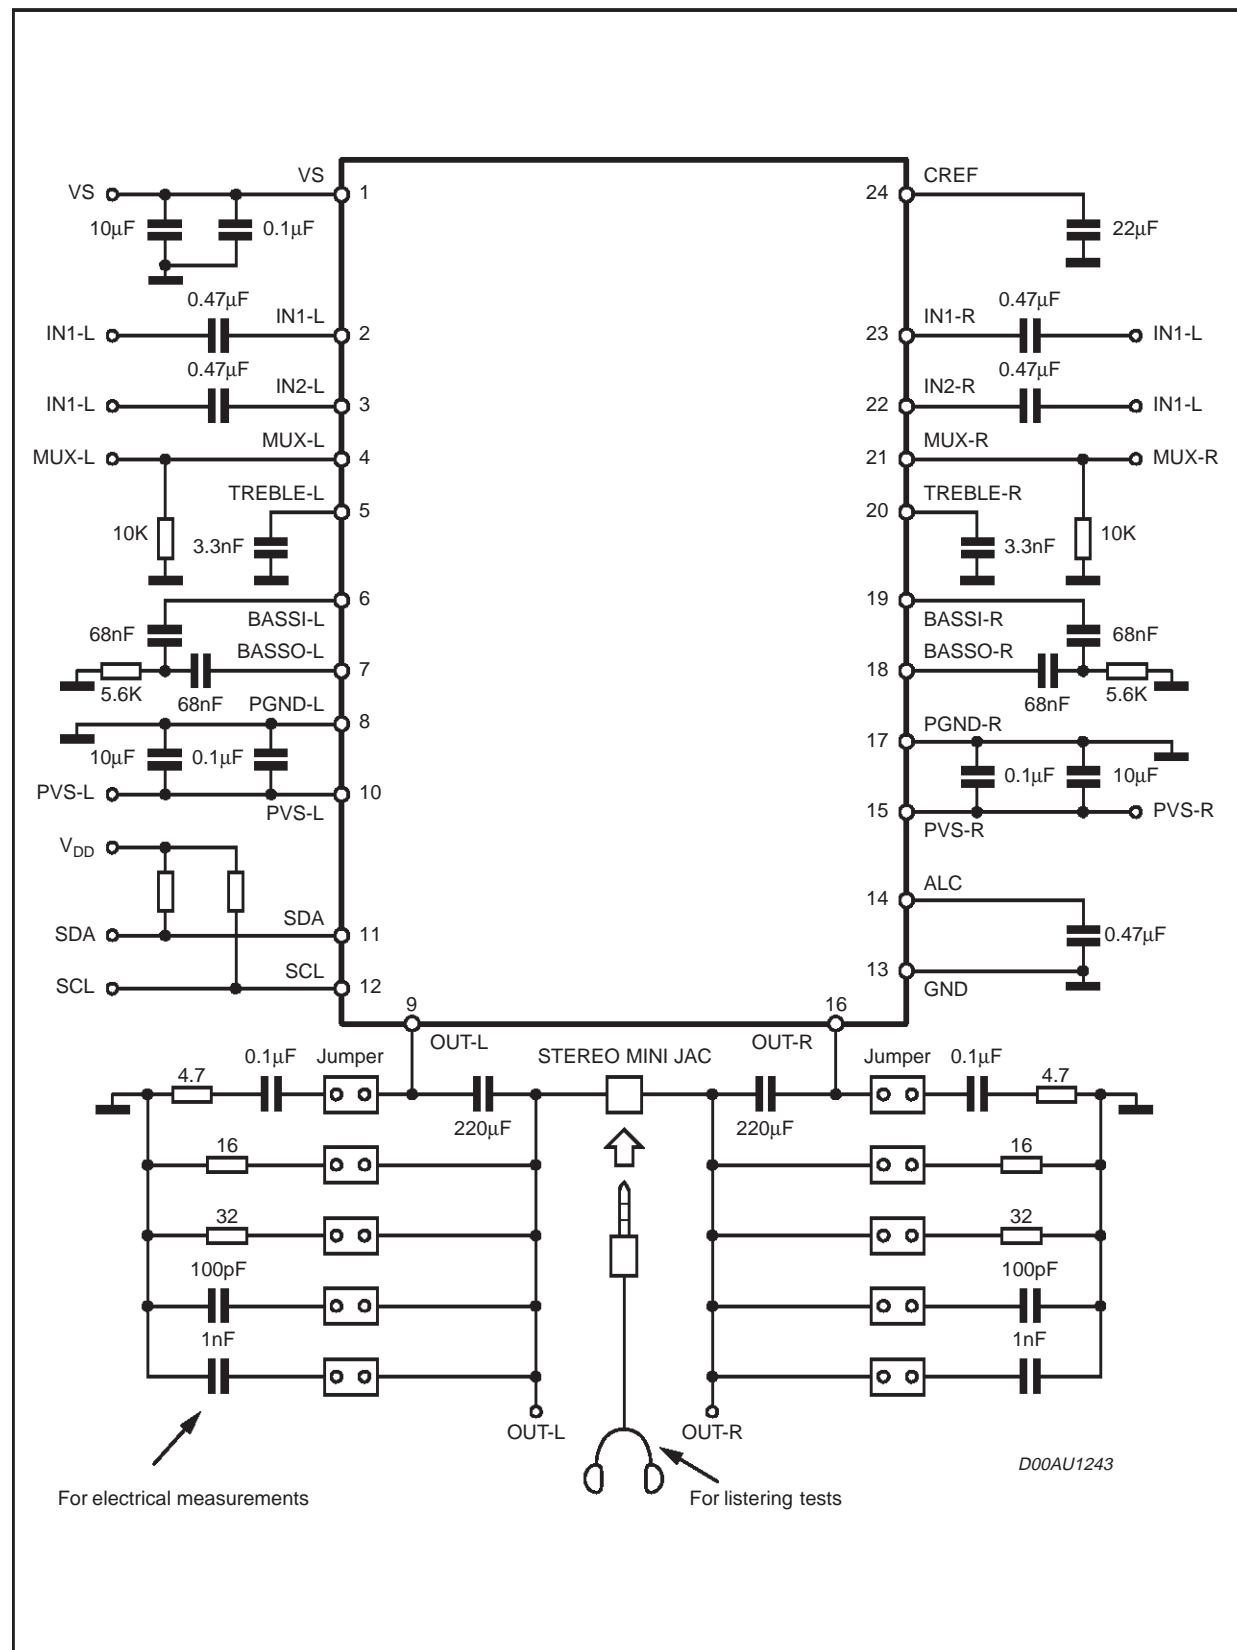 VS
VS
1
24
CREF
10µF
0.1µF
22µF
0.47µF
0.47µF
IN1-L
IN1-L
2
23
IN1-R
IN1-L
0.47µF
0.47µF
IN1-L
IN2-L
3
22
IN2-R
IN1-L
MUX-L
MUX-L
4
21
MUX-R
MUX-R
TREBLE-L
5
20
TREBLE-R
10K
3.3nF
3.3nF
10K
6
19
BASSI-L
BASSI-R
68nF
68nF
BASSO-L
7
18
BASSO-R
5.6K
68nF
68nF
5.6K
PGND-L
8
17
PGND-R
10µF
0.1µF
0.1µF
10µF
PVS-L
PVS-L
10
15
PVS-R
PVS-R
VDD
14
ALC
SDA
SDA
11
0.47µF
SCL
SCL
12
13
GND
9
16
OUT-L
OUT-R
STEREO MINI JAC
4.7
0.1µF
Jumper
Jumper
0.1µF
4.7
220µF
220µF
16
16
32
32
100pF
100pF
1nF
1nF
OUT-L
OUT-R
D00AU1243
For electrical measurements
For listering tests